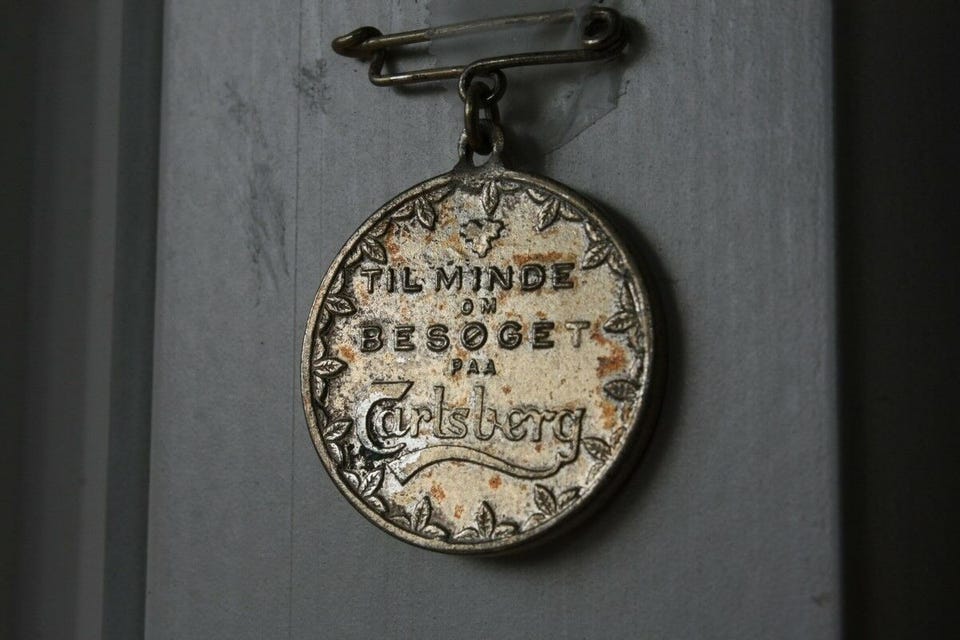 TIL MINDE
OM
BESØGET
PAA
Carlsberg